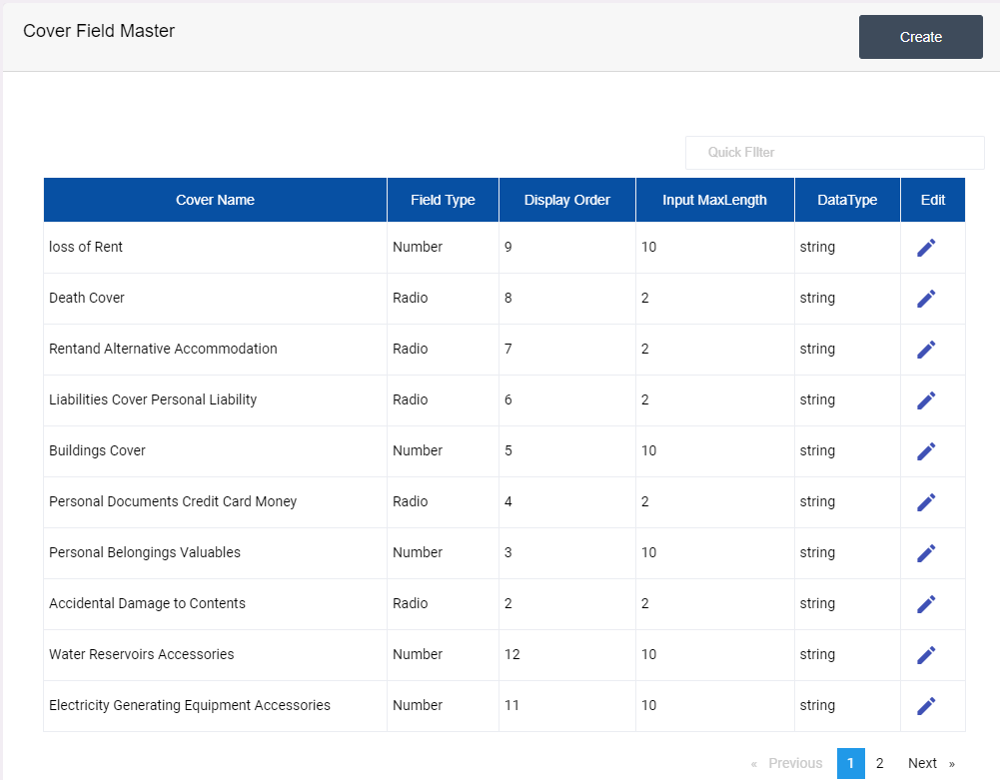 Cover Field Master
Create
Quick FIlter
Cover Name Field Type Display Order Input MaxLength DataType Edit
loss of Rent Number 9 10 string
Death Cover Radio 8 2 string
Rentand Alternative Accommodation Radio 7 2 string
Liabilities Cover Personal Liability Radio 6 2 string
Buildings Cover Number 5 10 string
Personal Documents Credit Card Money Radio 4 2 string
Personal Belongings Valuables Number 3 10 string
Accidental Damage to Contents Radio 2 2 string
Water Reservoirs Accessories Number 12 10 string
Electricity Generating Equipment Accessories Number 11 10 string
« Previous 1 2 Next »